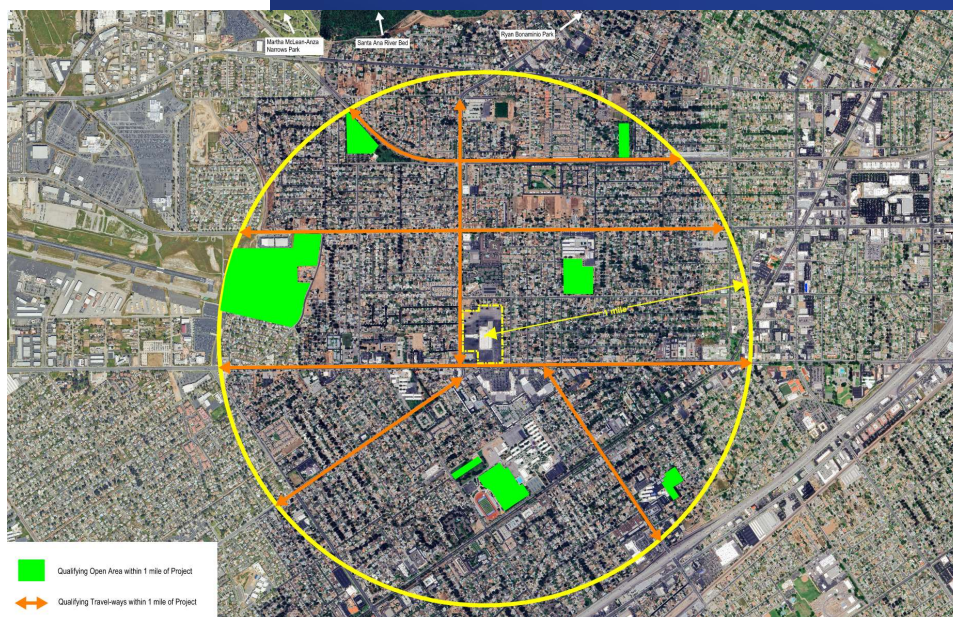 Martha McLean-Anza
Narrows Park
Santa Ana River Bed
Ryan Bonaminio Park
mile
Qualifying Open Area within 1 mile of Project
Qualifying Travel-ways within 1 mile of Project